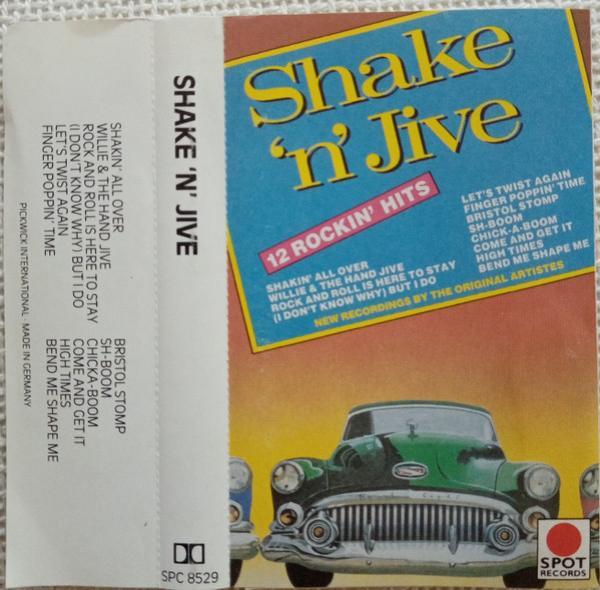 SHAKIN' ALL OVER
WILLIE & THE HAND JIVE
ROCK AND ROLL IS HERE TO STAY
(I DON'T KNOW WHY) BUT I DO
LET'S TWIST AGAIN
FINGER POPPIN' TIME
BRISTOL STOMP
SH-BOOM
CHICKA-BOOM
COME AND GET IT
HIGH TIMES
BEND ME SHAPE ME
PICKWICK INTERNATIONAL · MADE IN GERMANY
SHAKE 'N' JIVE
SPC 8529
Shake
'n' Jive
12 ROCKIN' HITS
SHAKIN' ALL OVER
WILLIE & THE HAND JIVE
ROCK AND ROLL IS HERE TO STAY
(I DON'T KNOW WHY) BUT I DO
LET'S TWIST AGAIN
FINGER POPPIN' TIME
BRISTOL STOMP
SH-BOOM
CHICK-A-BOOM
COME AND GET IT
HIGH TIMES
BEND ME SHAPE ME
NEW RECORDINGS BY THE ORIGINAL ARTISTES
SPOT
RECORDS